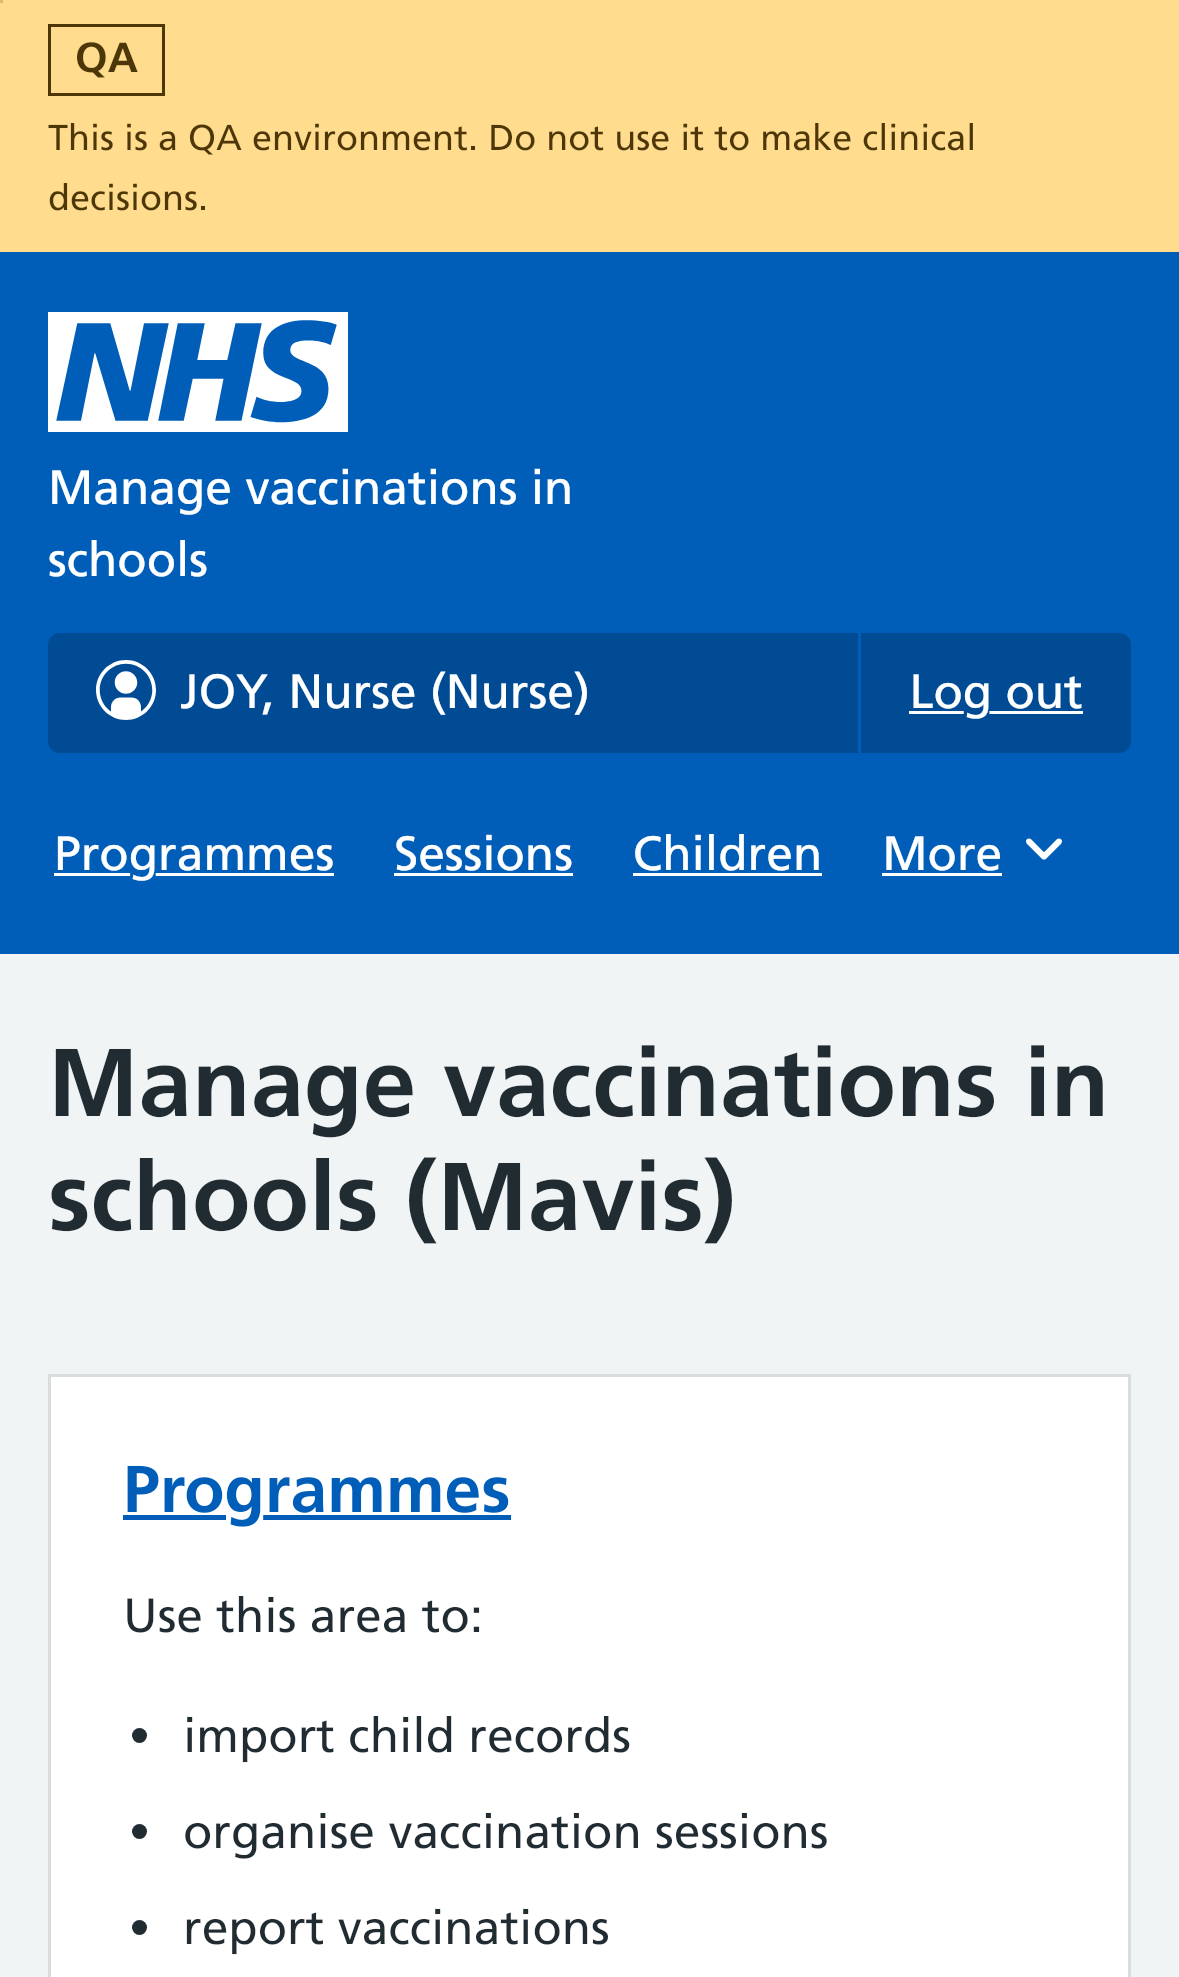 QA
This is a QA environment. Do not use it to make clinical
decisions.
NHS
Manage vaccinations in
schools
JOY, Nurse (Nurse)
Log out
Programmes
Sessions
Children
More
Manage vaccinations in
schools (Mavis)
Programmes
Use this area to:
• import child records
• organise vaccination sessions
• report vaccinations